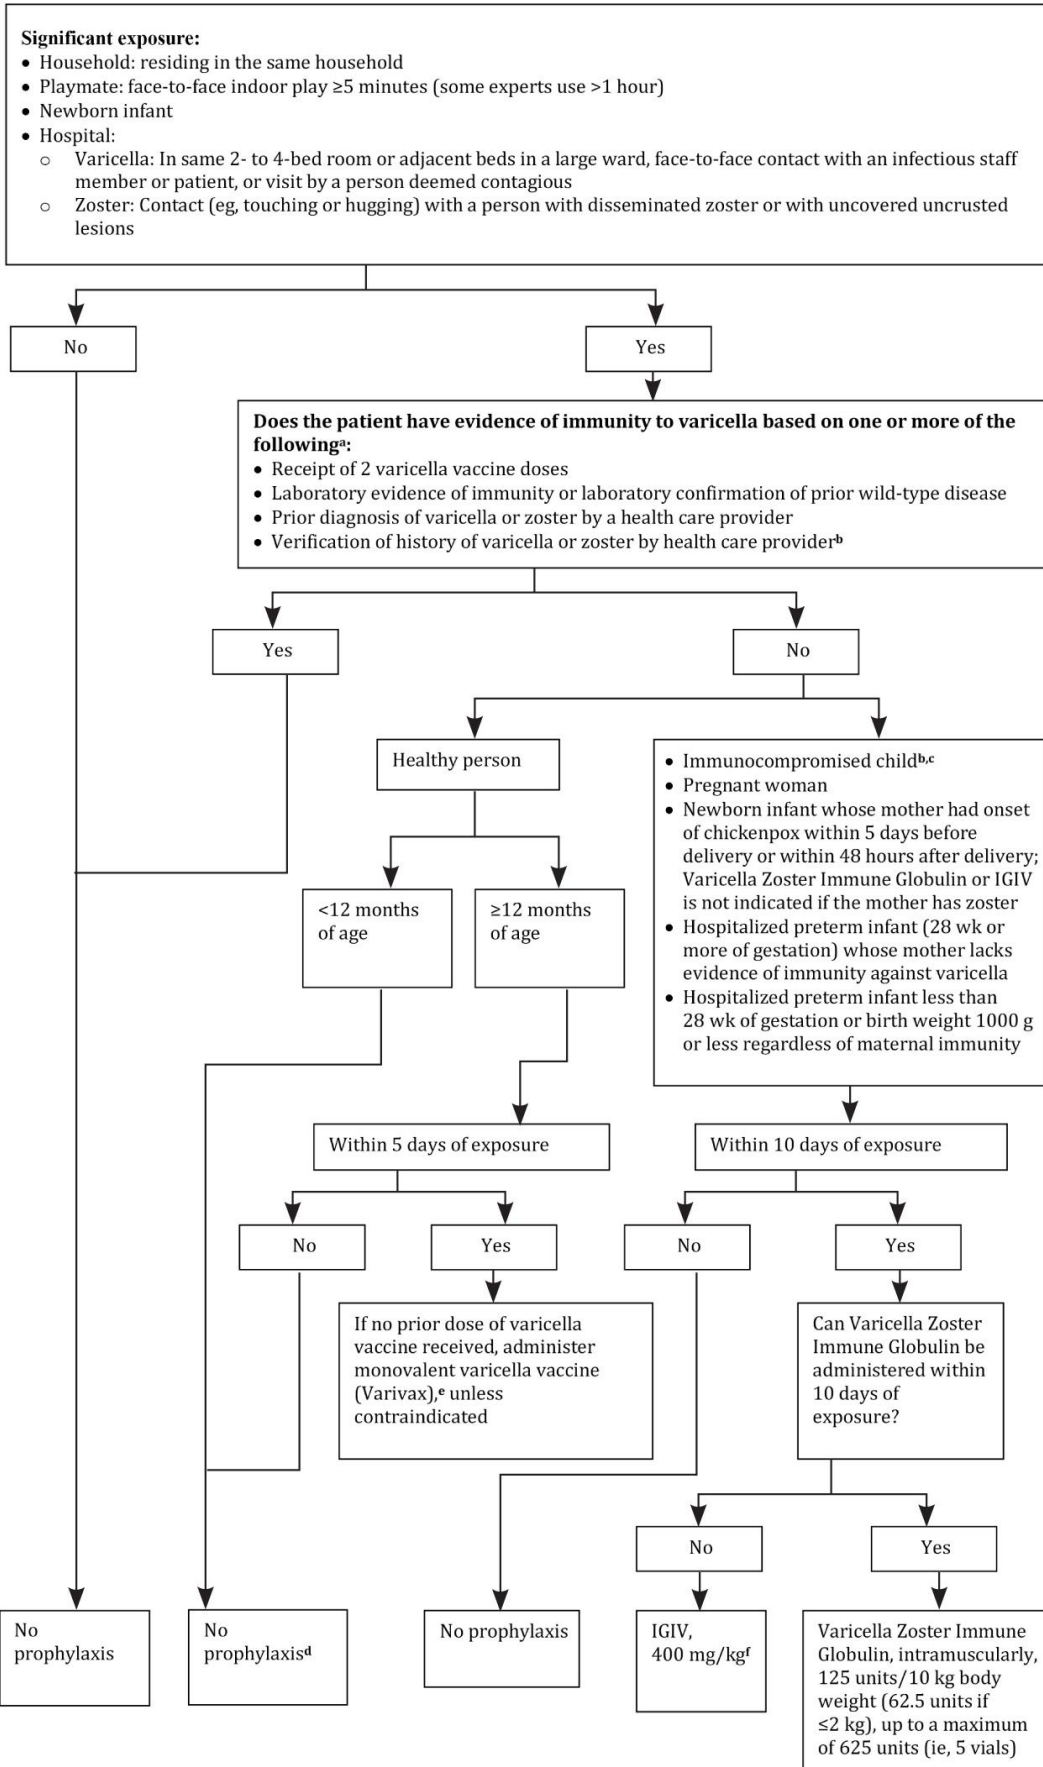 Significant exposure:
• Household: residing in the same household
• Playmate: face-to-face indoor play ≥5 minutes (some experts use >1 hour)
• Newborn infant
• Hospital:
o Varicella: In same 2- to 4-bed room or adjacent beds in a large ward, face-to-face contact with an infectious staff
member or patient, or visit by a person deemed contagious
o Zoster: Contact (eg, touching or hugging) with a person with disseminated zoster or with uncovered uncrusted
lesions
No
Yes
Does the patient have evidence of immunity to varicella based on one or more of the
followingᵃ:
• Receipt of 2 varicella vaccine doses
• Laboratory evidence of immunity or laboratory confirmation of prior wild-type disease
• Prior diagnosis of varicella or zoster by a health care provider
• Verification of history of varicella or zoster by health care providerᵇ
Yes
No
Healthy person
• Immunocompromised childᵇ,ᶜ
• Pregnant woman
• Newborn infant whose mother had onset
of chickenpox within 5 days before
delivery or within 48 hours after delivery;
Varicella Zoster Immune Globulin or IGIV
is not indicated if the mother has zoster
• Hospitalized preterm infant (28 wk or
more of gestation) whose mother lacks
evidence of immunity against varicella
• Hospitalized preterm infant less than
28 wk of gestation or birth weight 1000 g
or less regardless of maternal immunity
<12 months
of age
≥12 months
of age
Within 5 days of exposure
Within 10 days of exposure
No
Yes
No
Yes
If no prior dose of varicella
vaccine received, administer
monovalent varicella vaccine
(Varivax),ᵉ unless
contraindicated
Can Varicella Zoster
Immune Globulin be
administered within
10 days of
exposure?
No
Yes
No
prophylaxis
No
prophylaxisᵈ
No prophylaxis
IGIV,
400 mg/kgᶠ
Varicella Zoster Immune
Globulin, intramuscularly,
125 units/10 kg body
weight (62.5 units if
≤2 kg), up to a maximum
of 625 units (ie, 5 vials)